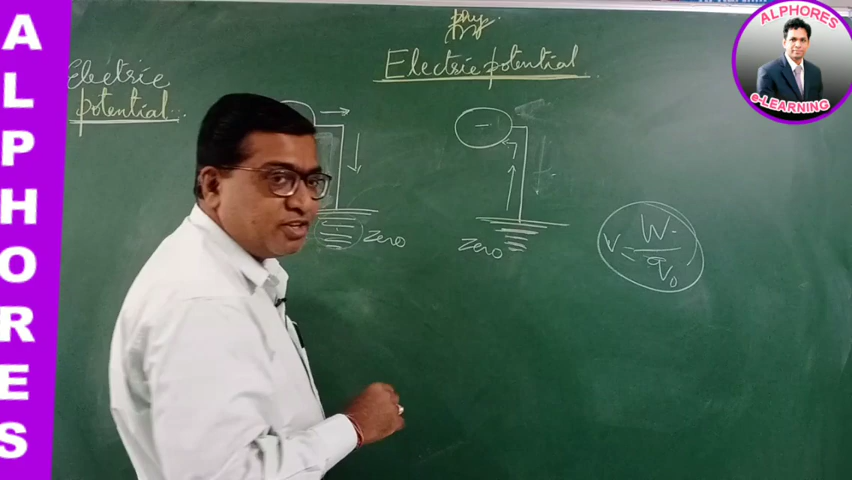 ALPHORES
phy.
Electric potential
Electric
potential...
Zero
Zero
V = W
q₀
ALPHORES
e-LEARNING